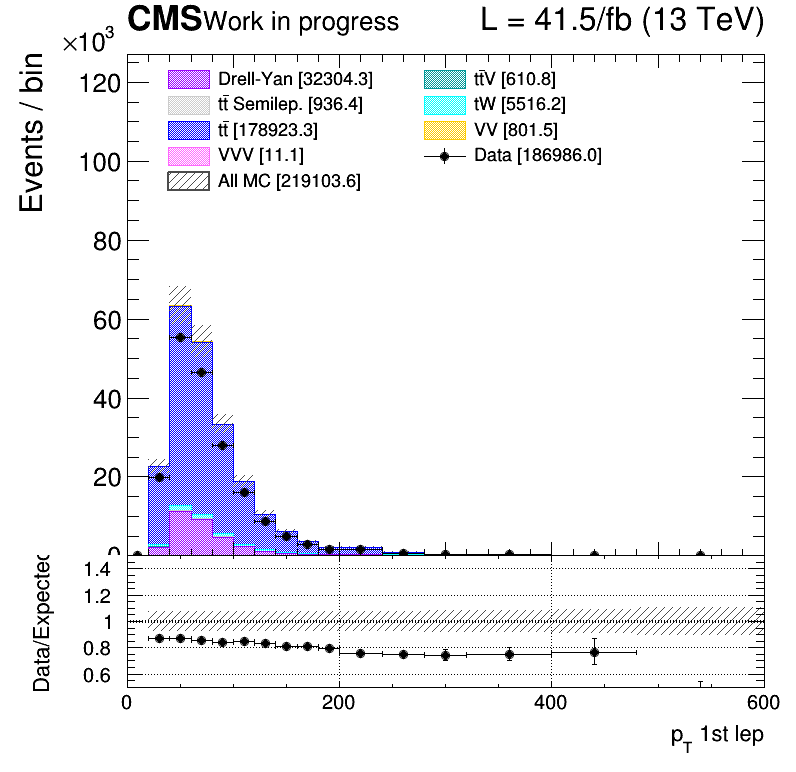 CMS Work in progress L = 41.5/fb (13 TeV)
×10³
Events / bin
120
100
80
60
40
20
0
Drell-Yan [32304.3]
tt̄ Semilep. [936.4]
tt̄ [178923.3]
VVV [11.1]
All MC [219103.6]
tt̄V [610.8]
tW [5516.2]
VV [801.5]
Data [186986.0]
Data/Expected
1.4
1.2
1
0.8
0.6
0 200 400 600
p_T 1st lep